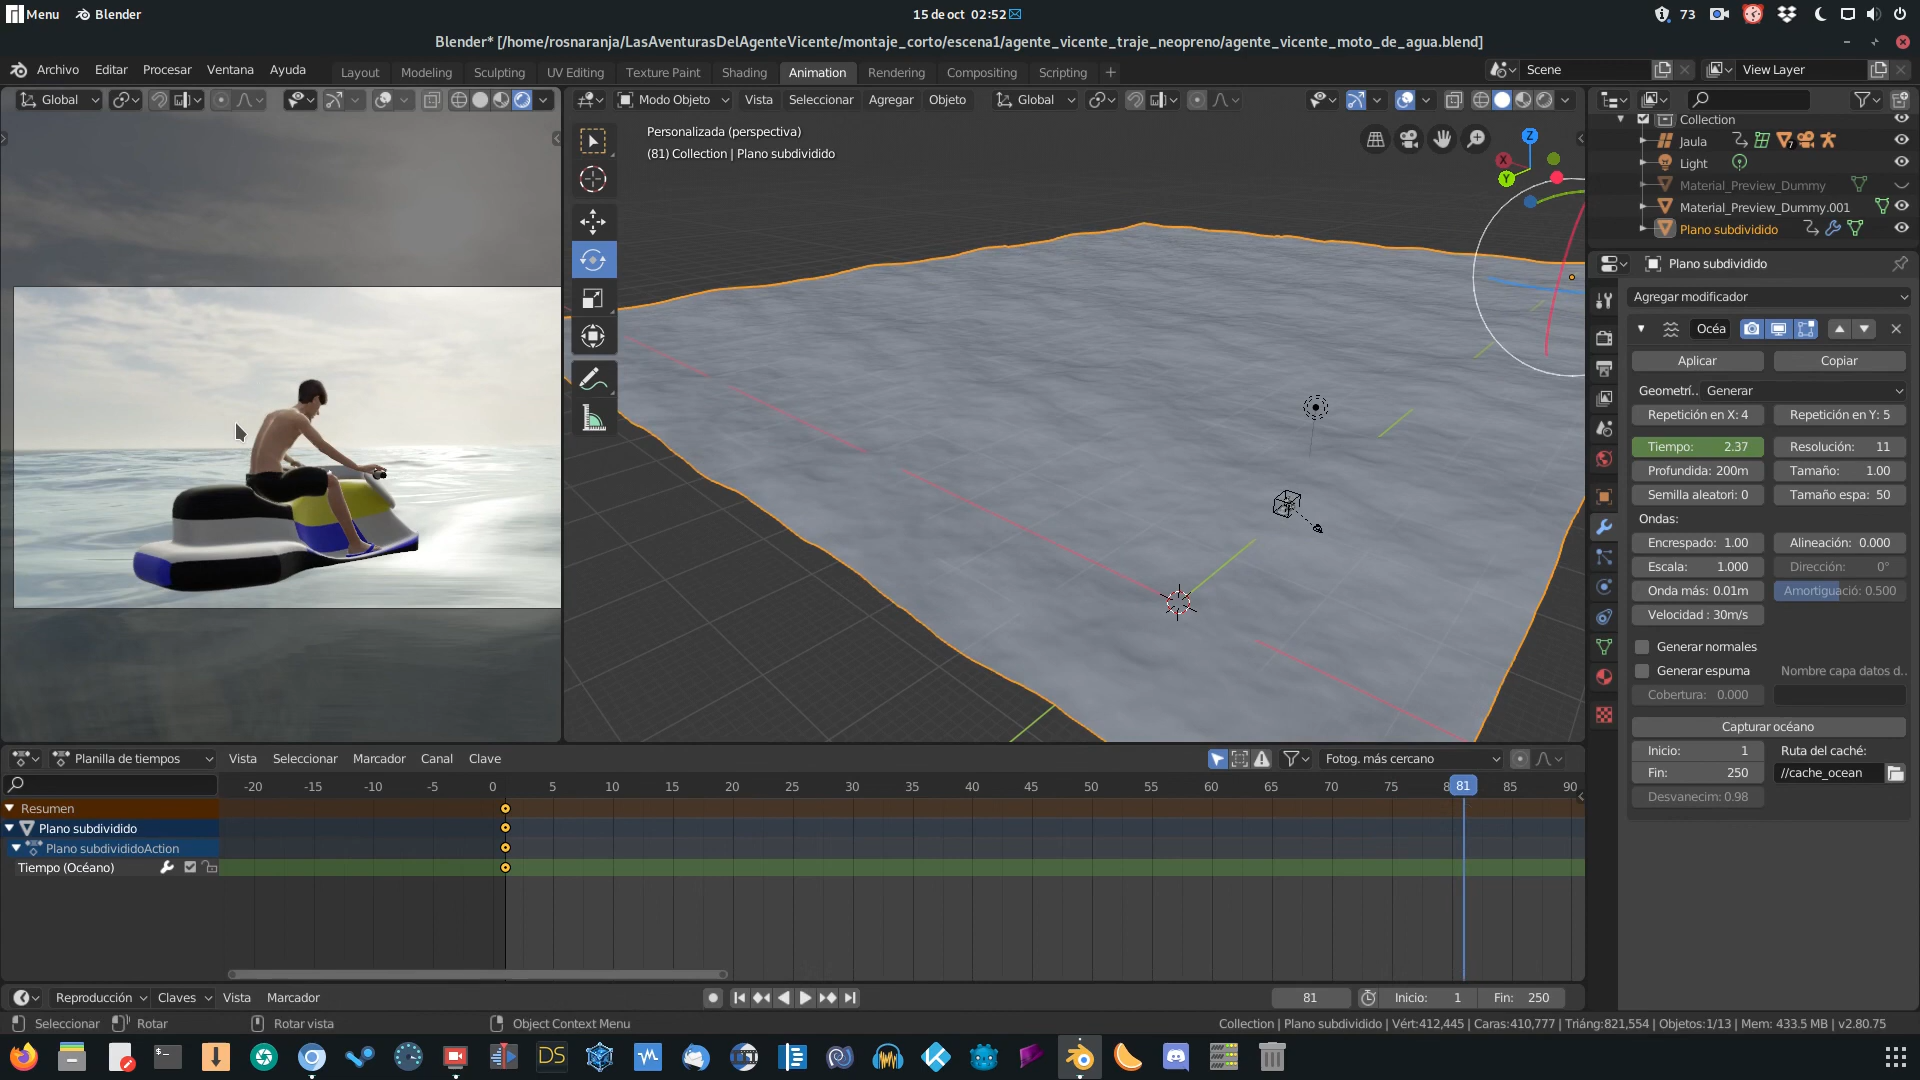 Menu Blender 15 de oct 02:52 73
Blender* [/home/rosnaranja/LasAventurasDelAgenteVicente/montaje_corto/escena1/agente_vicente_traje_neopreno/agente_vicente_moto_de_agua.blend]
Archivo Editar Procesar Ventana Ayuda Layout Modeling Sculpting UV Editing Texture Paint Shading Animation Rendering Compositing Scripting + Scene View Layer
Global Modo Objeto Vista Seleccionar Agregar Objeto Global
Personalizada (perspectiva)
(81) Collection | Plano subdividido
Z
X
Y
Collection
Jaula 7
Light
Material_Preview_Dummy
Material_Preview_Dummy.001
Plano subdividido
Plano subdividido
Agregar modificador
Océa
Aplicar Copiar
Geometrí.. Generar
Repetición en X: 4 Repetición en Y: 5
Tiempo: 2.37 Resolución: 11
Profundida: 200m Tamaño: 1.00
Semilla aleatori: 0 Tamaño espa: 50
Ondas:
Encrespado: 1.00 Alineación: 0.000
Escala: 1.000 Dirección: 0°
Onda más: 0.01m Amortiguació: 0.500
Velocidad : 30m/s
Generar normales
Generar espuma Nombre capa datos d..
Cobertura: 0.000
Capturar océano
Inicio: 1 Ruta del caché:
Fin: 250 //cache_ocean
Desvanecim: 0.98
Planilla de tiempos Vista Seleccionar Marcador Canal Clave Fotog. más cercano
-20 -15 -10 -5 0 5 10 15 20 25 30 35 40 45 50 55 60 65 70 75 8 81 85 90
Resumen
Plano subdividido
Plano subdivididoAction
Tiempo (Océano)
Reproducción Claves Vista Marcador 81 Inicio: 1 Fin: 250
Seleccionar Rotar Rotar vista Object Context Menu Collection | Plano subdividido | Vért:412,445 | Caras:410,777 | Triáng:821,554 | Objetos:1/13 | Mem: 433.5 MB | v2.80.75
DS